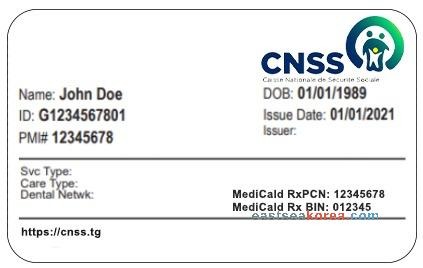 CNSS
Caisse Nationale de Sécurité Sociale
Name: John Doe
DOB: 01/01/1989
ID: G1234567801
Issue Date: 01/01/2021
PMI# 12345678
Issuer:
Svc Type:
Care Type:
Dental Netwk:
MediCald RxPCN: 12345678
MediCald Rx BIN: 012345
eastseakorea.com
https://cnss.tg